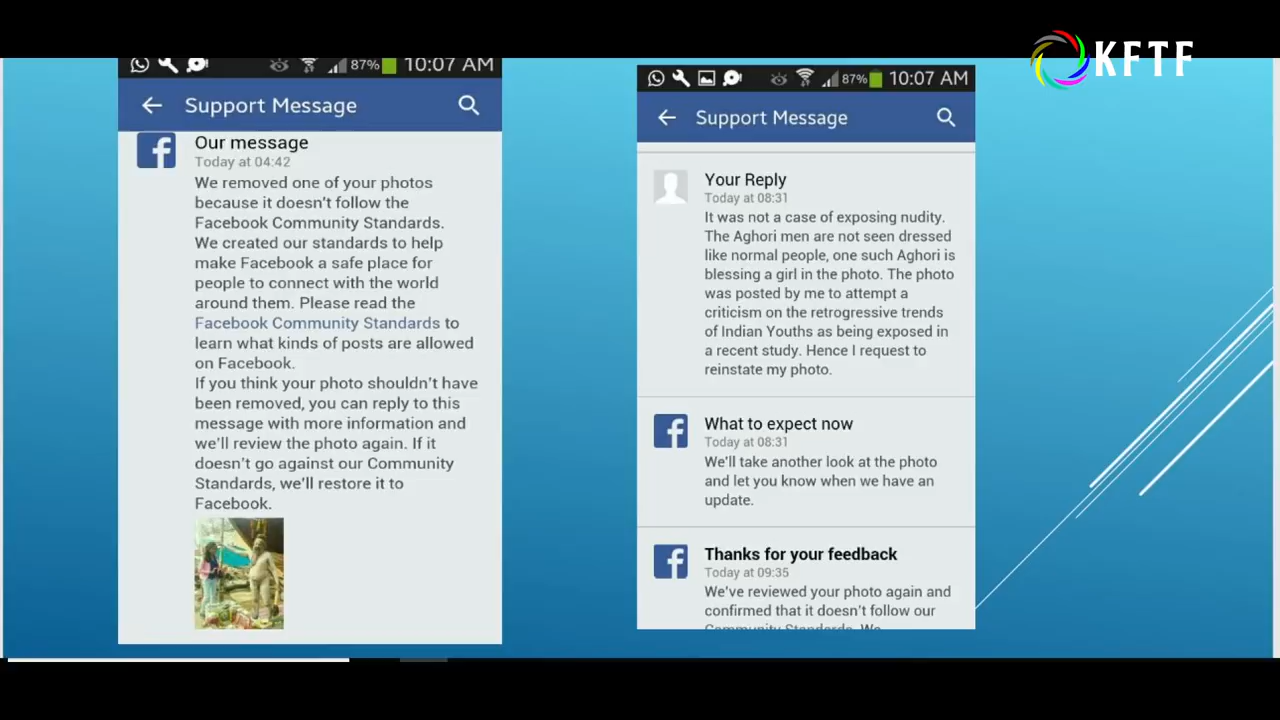 KFTF
87% 10:07 AM
Support Message
Our message
Today at 04:42
We removed one of your photos
because it doesn't follow the
Facebook Community Standards.
We created our standards to help
make Facebook a safe place for
people to connect with the world
around them. Please read the
Facebook Community Standards to
learn what kinds of posts are allowed
on Facebook.
If you think your photo shouldn't have
been removed, you can reply to this
message with more information and
we'll review the photo again. If it
doesn't go against our Community
Standards, we'll restore it to
Facebook.
87% 10:07 AM
Support Message
Your Reply
Today at 08:31
It was not a case of exposing nudity.
The Aghori men are not seen dressed
like normal people, one such Aghori is
blessing a girl in the photo. The photo
was posted by me to attempt a
criticism on the retrogressive trends
of Indian Youths as being exposed in
a recent study. Hence I request to
reinstate my photo.
What to expect now
Today at 08:31
We'll take another look at the photo
and let you know when we have an
update.
Thanks for your feedback
Today at 09:35
We've reviewed your photo again and
confirmed that it doesn't follow our
Community Standards. We